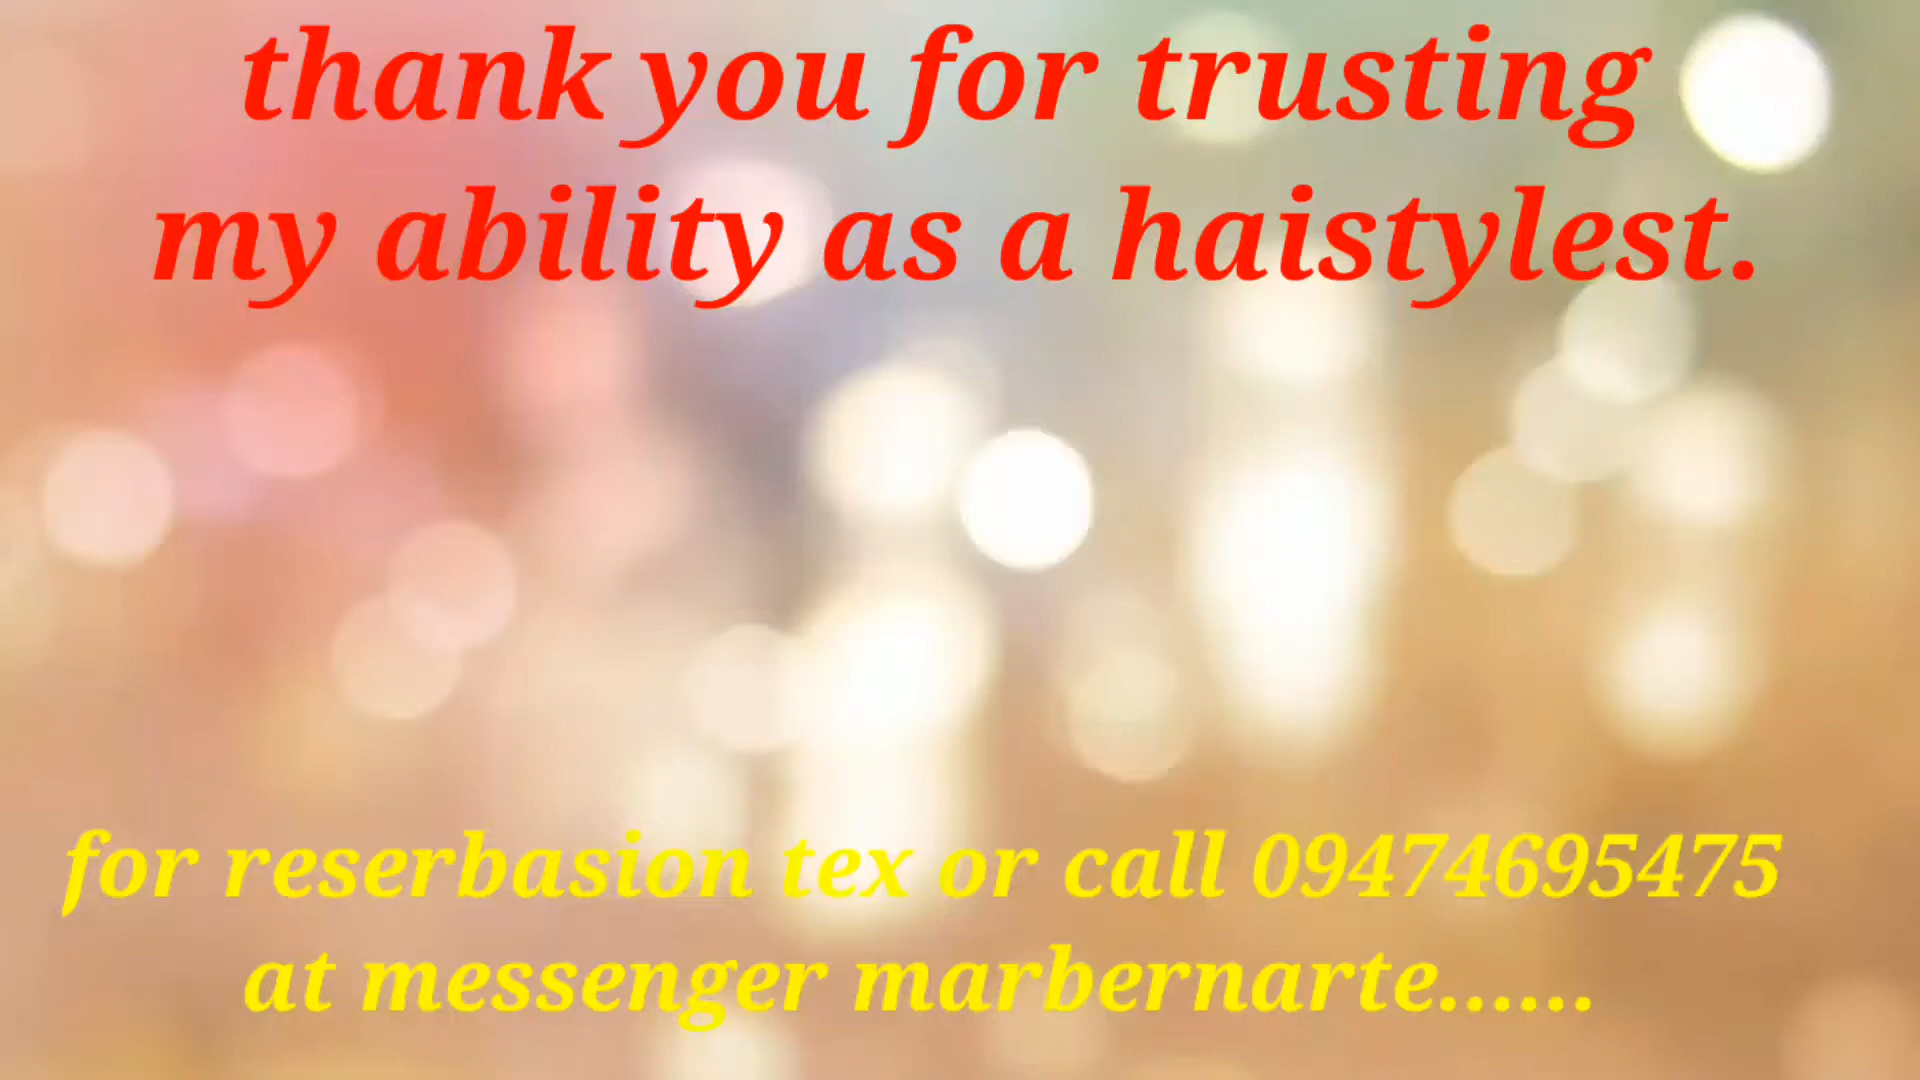 thank you for trusting
my ability as a haistylest.
for reserbasion tex or call 09474695475
at messenger marbernarte......